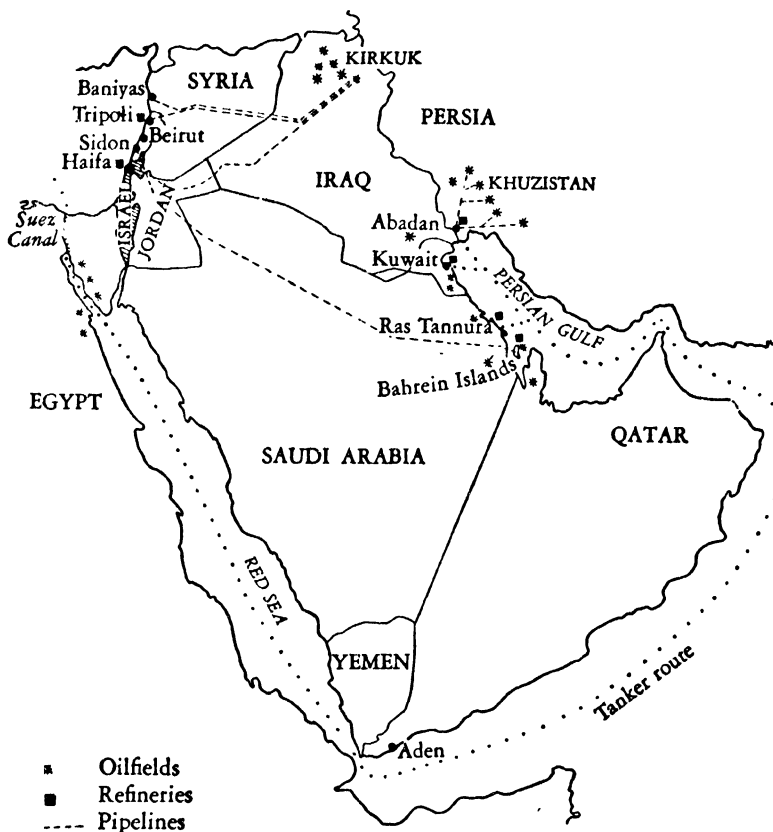 KIRKUK
SYRIA
Baniyas
Tripoli
Beirut
Sidon
Haifa
PERSIA
IRAQ
KHUZISTAN
ISRAEL
JORDAN
Suez
Canal
Abadan
Kuwait
PERSIAN GULF
Ras Tannura
Bahrein Islands
EGYPT
SAUDI ARABIA
QATAR
RED SEA
YEMEN
Tanker route
Aden
Oilfields
Refineries
Pipelines